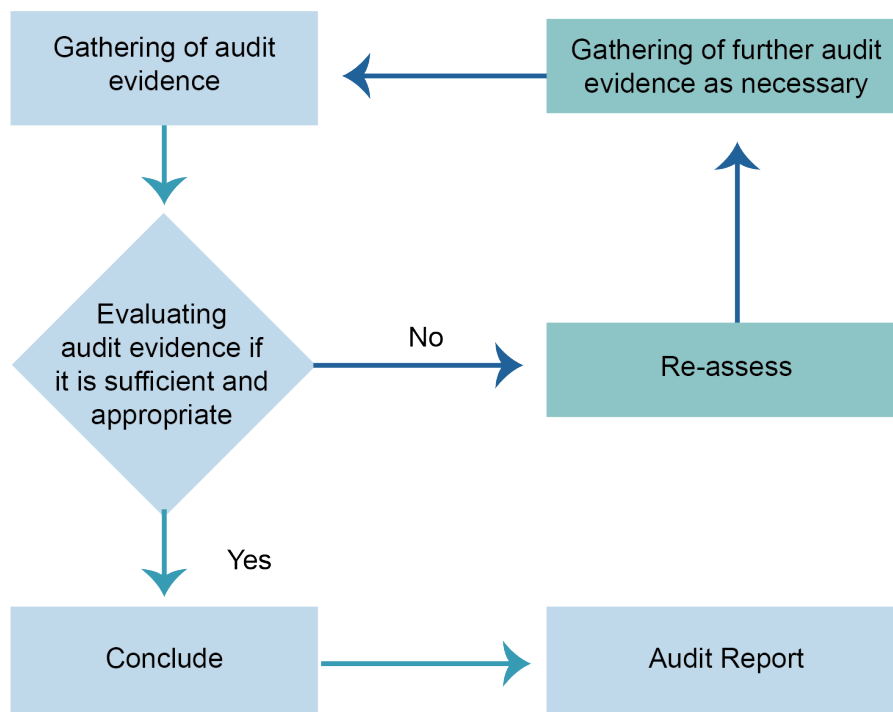 Gathering of audit
evidence
Gathering of further audit
evidence as necessary
Evaluating
audit evidence if
it is sufficient and
appropriate
No
Re-assess
Yes
Conclude
Audit Report